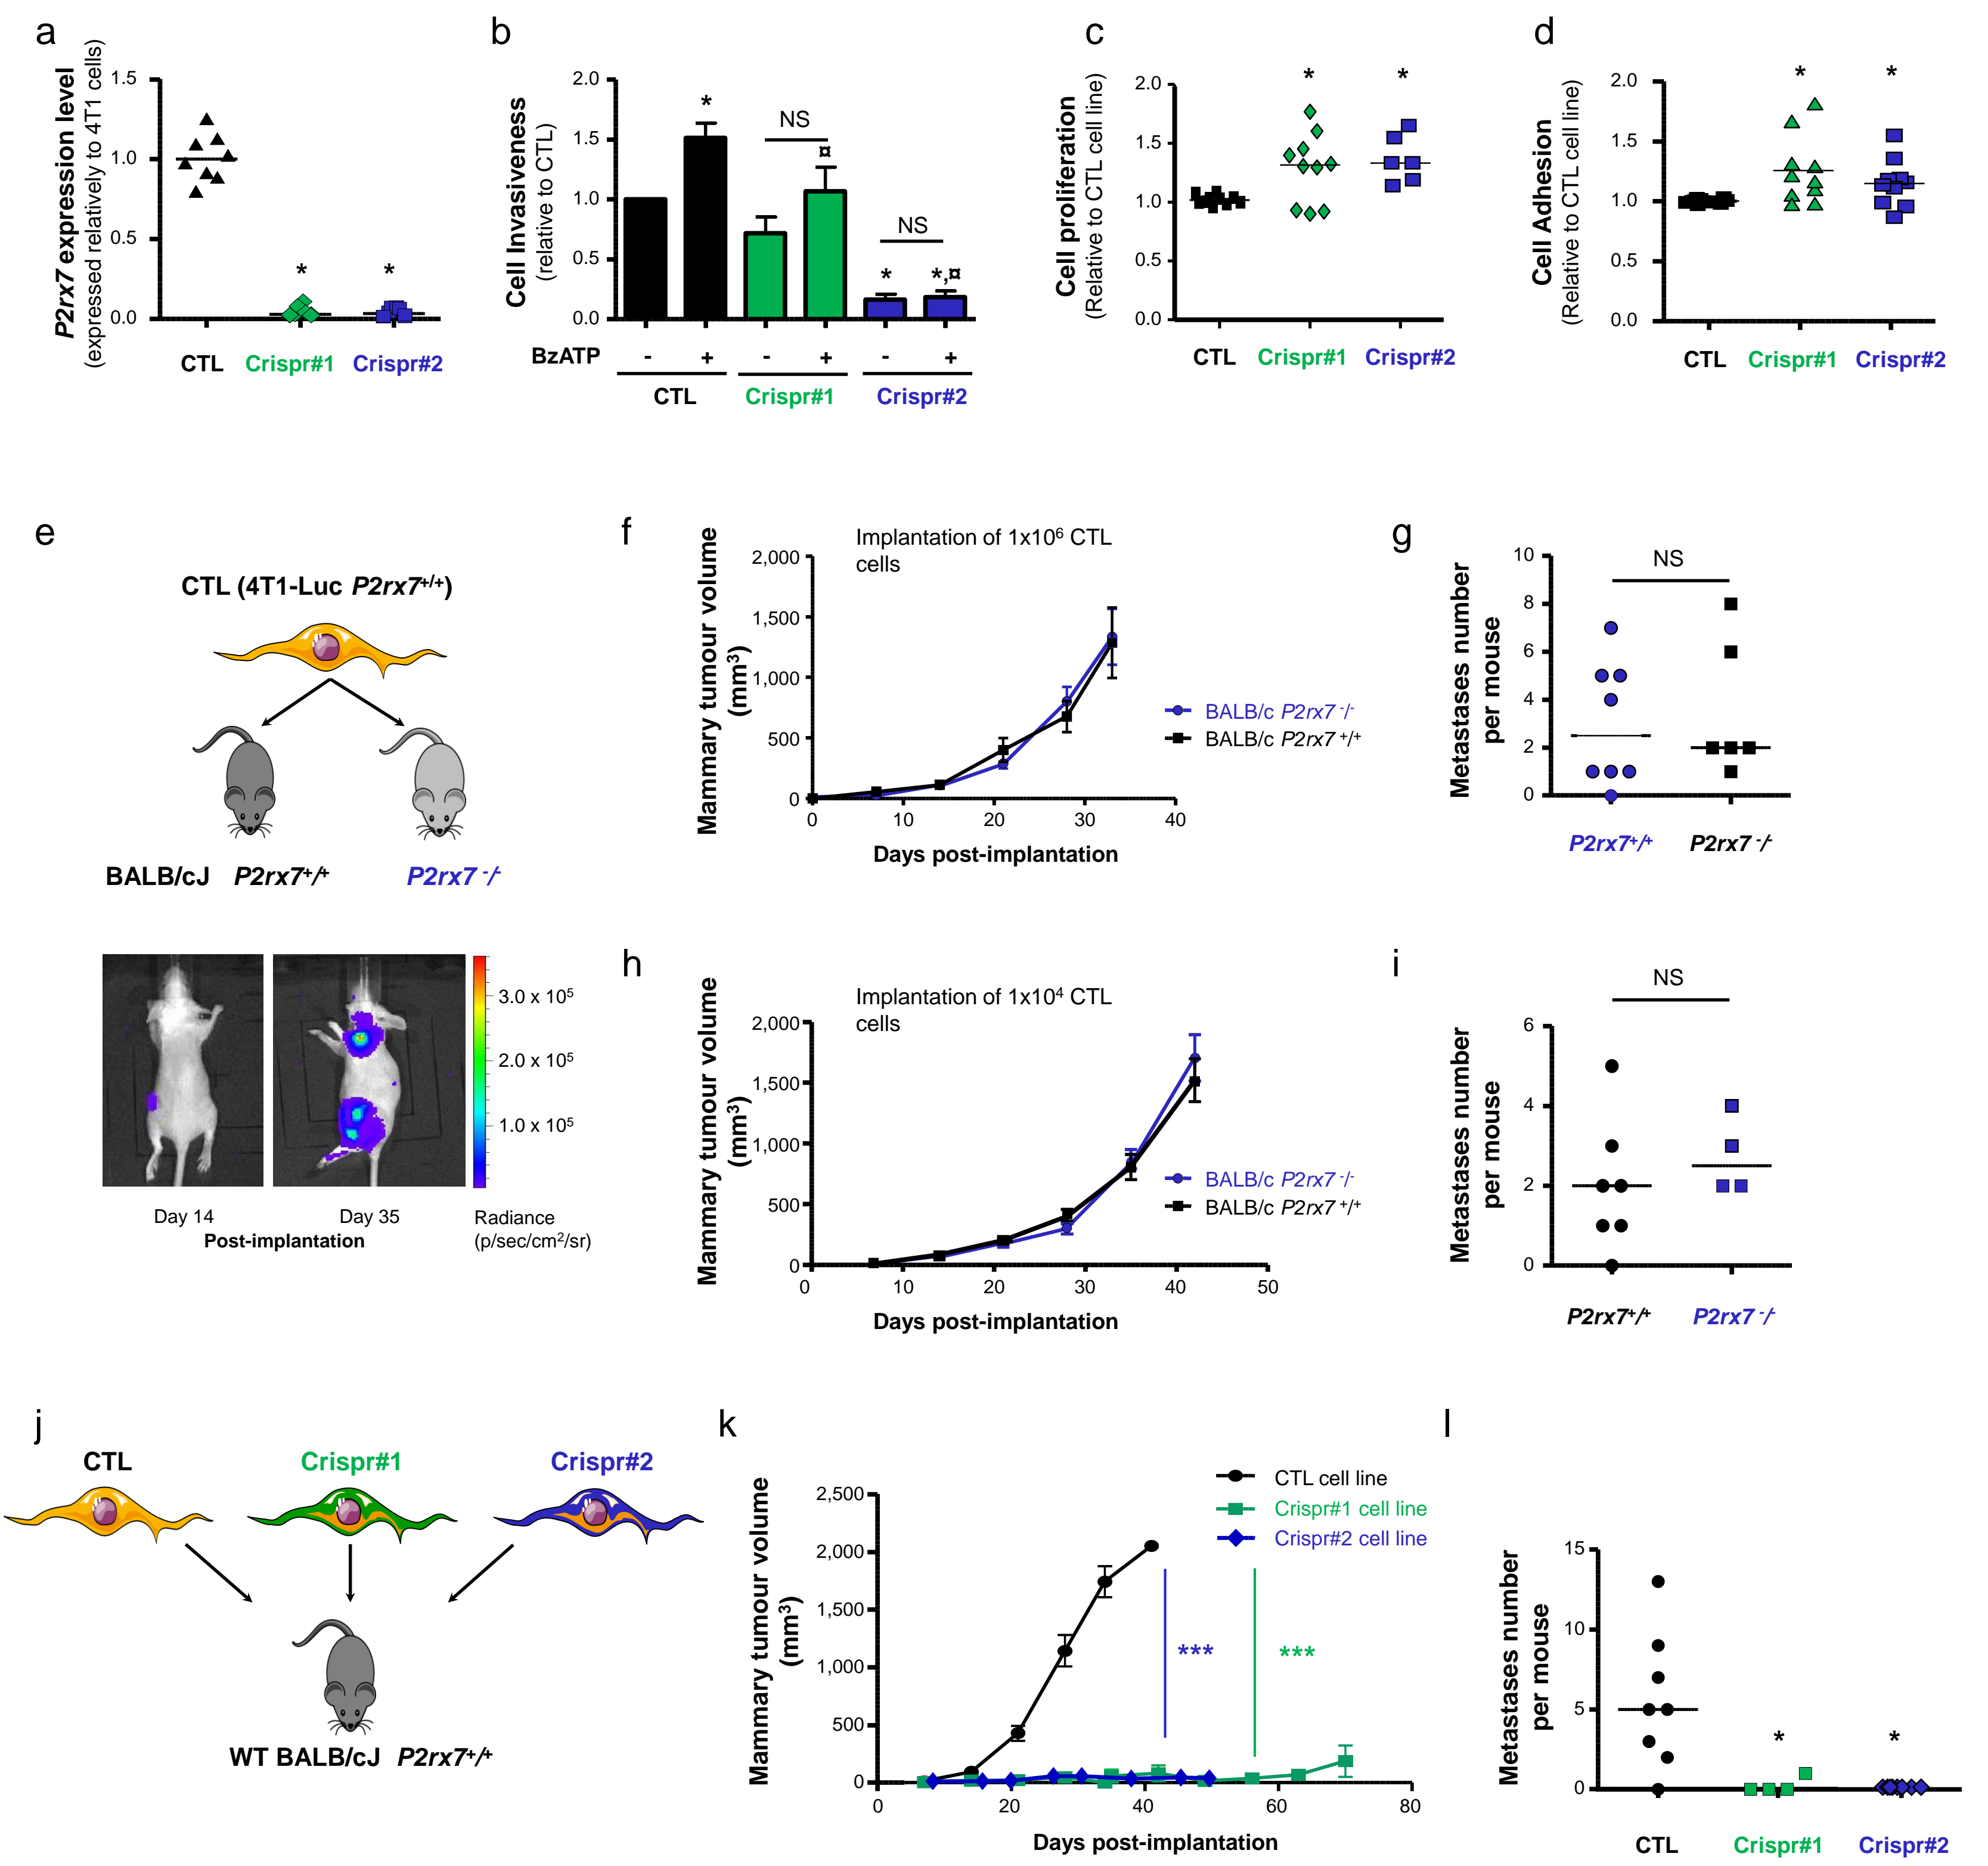 a
P2rx7 expression level
(expressed relatively to 4T1 cells)
1.5
1.0
0.5
0.0
*
*
CTL
Crispr#1
Crispr#2
b
Cell Invasiveness
(relative to CTL)
2.0
1.5
1.0
0.5
0.0
*
NS
¤
NS
*
*,¤
BzATP
- + - + - +
CTL
Crispr#1
Crispr#2
c
Cell proliferation
(Relative to CTL cell line)
2.0
1.5
1.0
0.5
0.0
*
*
CTL
Crispr#1
Crispr#2
d
Cell Adhesion
(Relative to CTL cell line)
2.0
1.5
1.0
0.5
0.0
*
*
CTL
Crispr#1
Crispr#2
e
CTL (4T1-Luc P2rx7+/+)
BALB/cJ P2rx7+/+ P2rx7 -/-
3.0 x 10⁵
2.0 x 10⁵
1.0 x 10⁵
Day 14
Day 35
Post-implantation
Radiance
(p/sec/cm²/sr)
f
Implantation of 1x10⁶ CTL
cells
Mammary tumour volume
(mm³)
2,000
1,500
1,000
500
0
0 10 20 30 40
Days post-implantation
BALB/c P2rx7 -/-
BALB/c P2rx7 +/+
g
Metastases number
per mouse
10
8
6
4
2
0
NS
P2rx7+/+
P2rx7 -/-
h
Implantation of 1x10⁴ CTL
cells
Mammary tumour volume
(mm³)
2,000
1,500
1,000
500
0
0 10 20 30 40 50
Days post-implantation
BALB/c P2rx7 -/-
BALB/c P2rx7 +/+
i
Metastases number
per mouse
6
4
2
0
NS
P2rx7+/+
P2rx7 -/-
j
CTL
Crispr#1
Crispr#2
WT BALB/cJ P2rx7+/+
k
Mammary tumour volume
(mm³)
2,500
2,000
1,500
1,000
500
0
0 20 40 60 80
Days post-implantation
CTL cell line
Crispr#1 cell line
Crispr#2 cell line
***
***
l
Metastases number
per mouse
15
10
5
0
*
*
CTL
Crispr#1
Crispr#2